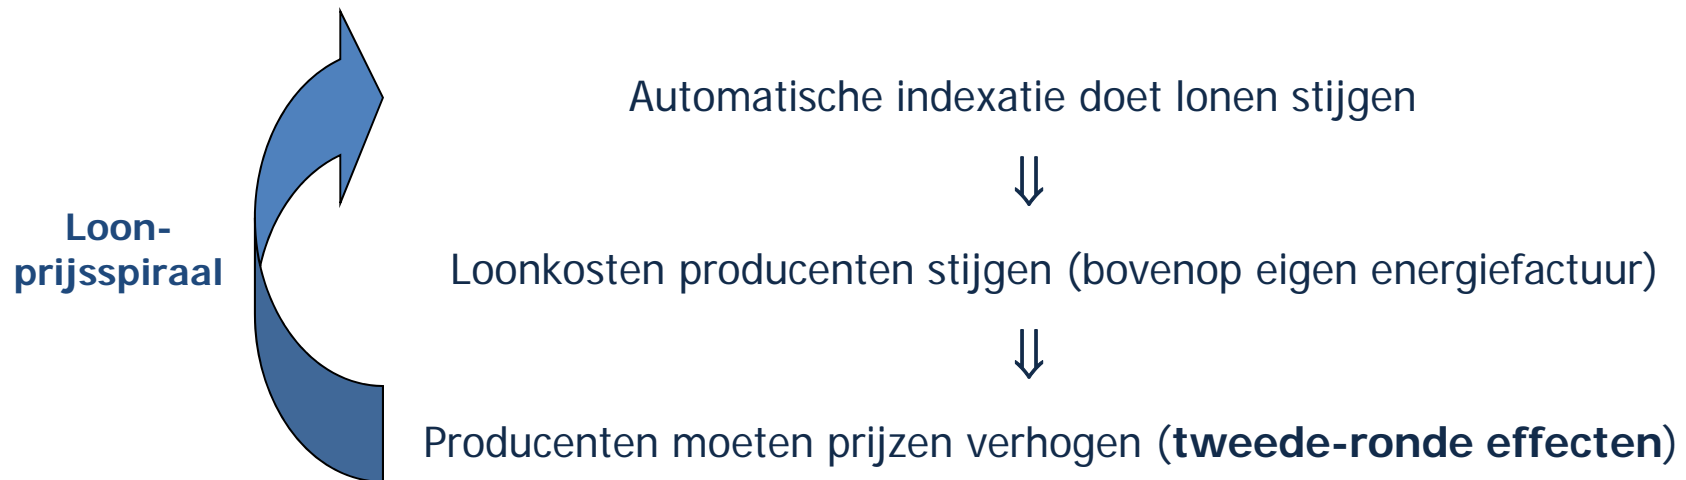 Automatische indexatie doet lonen stijgen
⇓
Loon-
prijsspiraal
Loonkosten producenten stijgen (bovenop eigen energiefactuur)
⇓
Producenten moeten prijzen verhogen (tweede-ronde effecten)